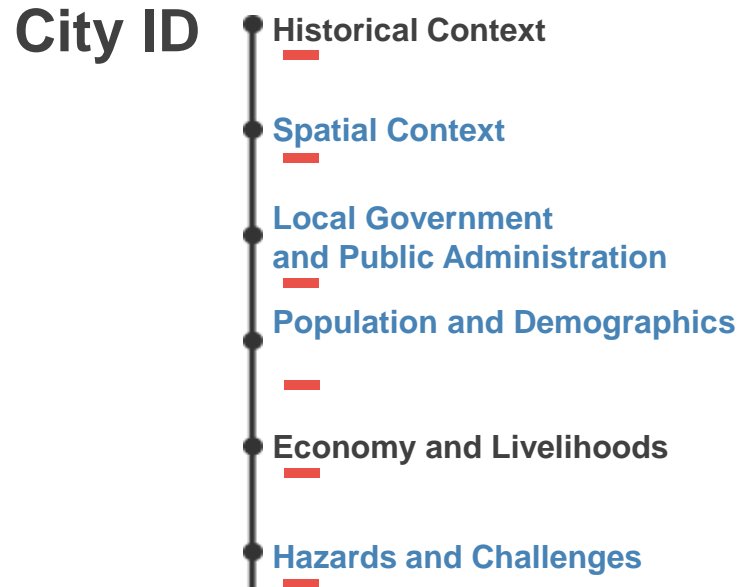 City ID
Historical Context
Spatial Context
Local Government
and Public Administration
Population and Demographics
Economy and Livelihoods
Hazards and Challenges